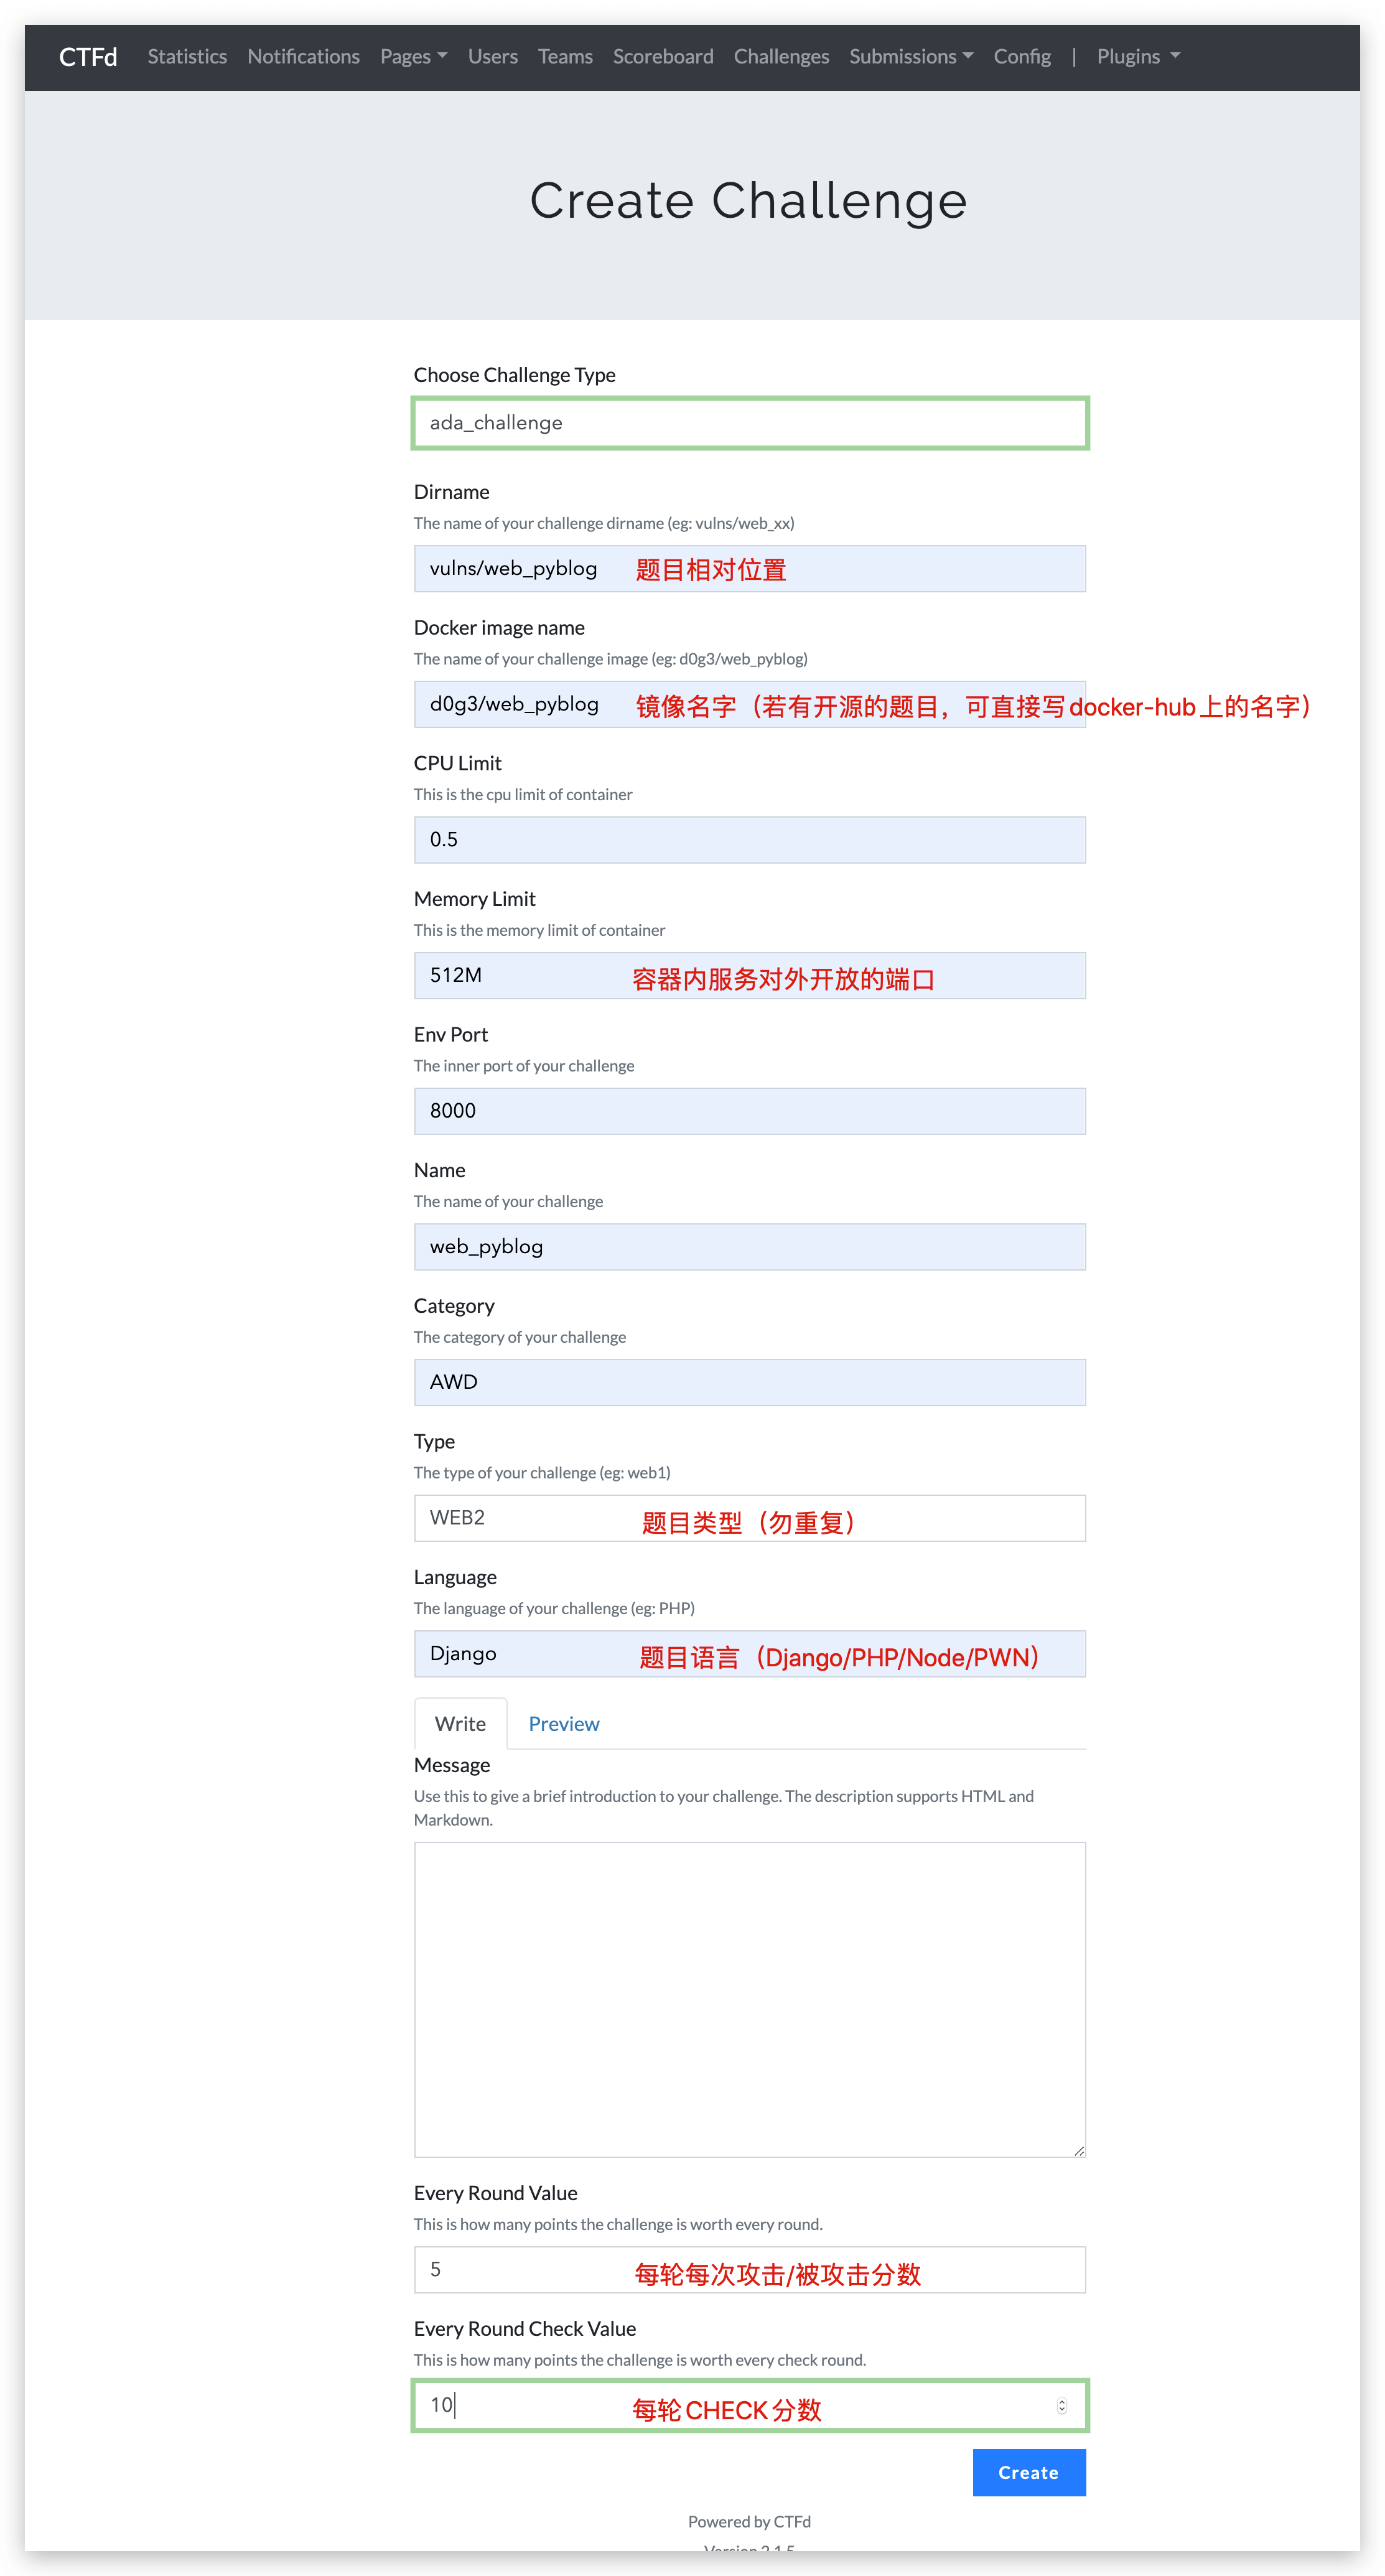 CTFd Statistics Notifications Pages Users Teams Scoreboard Challenges Submissions Config | Plugins
Create Challenge
Choose Challenge Type
ada_challenge
Dirname
The name of your challenge dirname (eg: vulns/web_xx)
vulns/web_pyblog 题目相对位置
Docker image name
The name of your challenge image (eg: d0g3/web_pyblog)
d0g3/web_pyblog 镜像名字（若有开源的题目，可直接写docker-hub上的名字）
CPU Limit
This is the cpu limit of container
0.5
Memory Limit
This is the memory limit of container
512M 容器内服务对外开放的端口
Env Port
The inner port of your challenge
8000
Name
The name of your challenge
web_pyblog
Category
The category of your challenge
AWD
Type
The type of your challenge (eg: web1)
WEB2 题目类型（勿重复）
Language
The language of your challenge (eg: PHP)
Django 题目语言（Django/PHP/Node/PWN）
Write Preview
Message
Use this to give a brief introduction to your challenge. The description supports HTML and
Markdown.
Every Round Value
This is how many points the challenge is worth every round.
5 每轮每次攻击/被攻击分数
Every Round Check Value
This is how many points the challenge is worth every check round.
10 每轮CHECK分数
Create
Powered by CTFd
Version 2.1.5